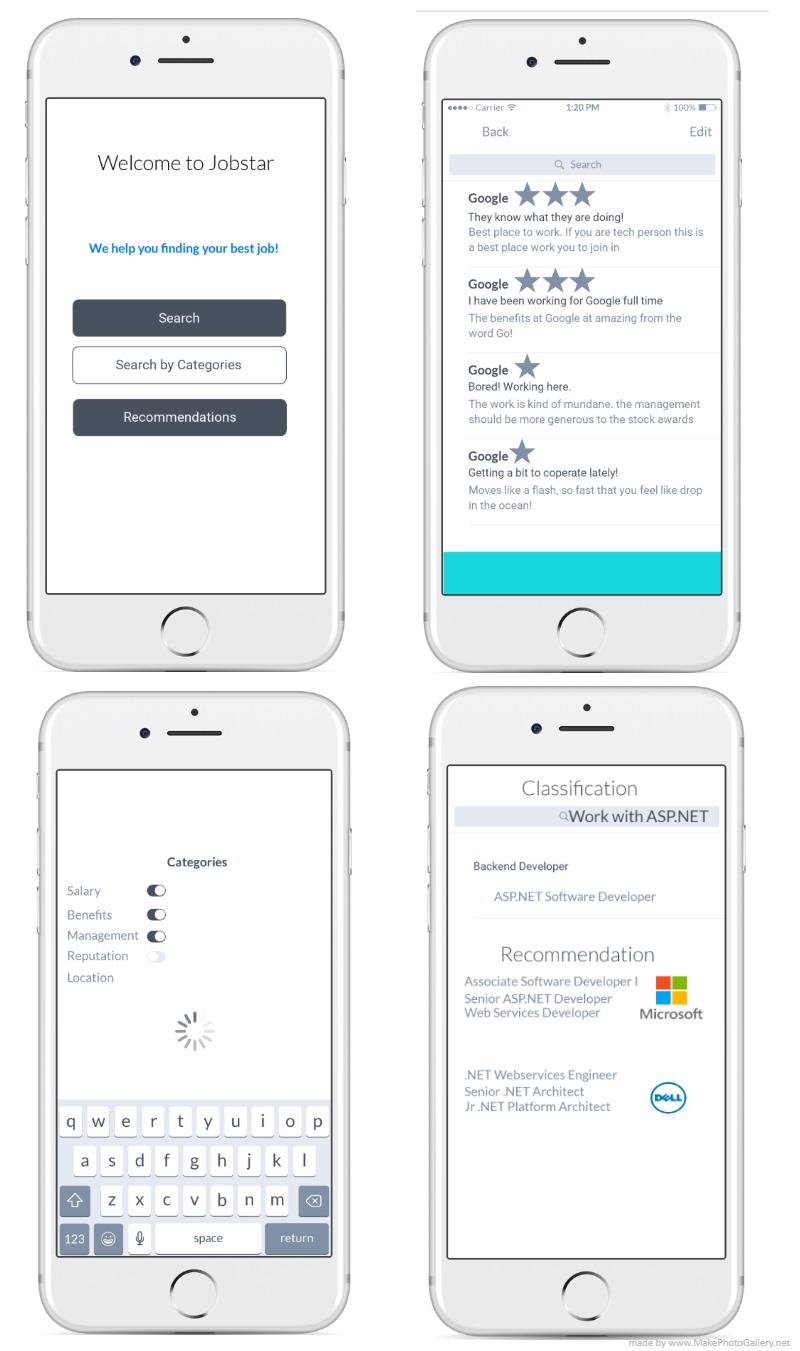 Welcome to Jobstar
We help you finding your best job!
Search
Search by Categories
Recommendations
Carrier 1:20 PM 100%
Back Edit
Search
Google
They know what they are doing!
Best place to work. If you are tech person this is
a best place work you to join in
Google
I have been working for Google full time
The benefits at Google at amazing from the
word Go!
Google
Bored! Working here.
The work is kind of mundane. the management
should be more generous to the stock awards
Google
Getting a bit to coperate lately!
Moves like a flash, so fast that you feel like drop
in the ocean!
Categories
Salary
Benefits
Management
Reputation
Location
q w e r t y u i o p
a s d f g h j k l
z x c v b n m
123 space return
Classification
Work with ASP.NET
Backend Developer
ASP.NET Software Developer
Recommendation
Associate Software Developer I
Senior ASP.NET Developer
Web Services Developer
Microsoft
.NET Webservices Engineer
Senior .NET Architect
Jr .NET Platform Architect
DELL
made by www.MakePhotoGallery.net